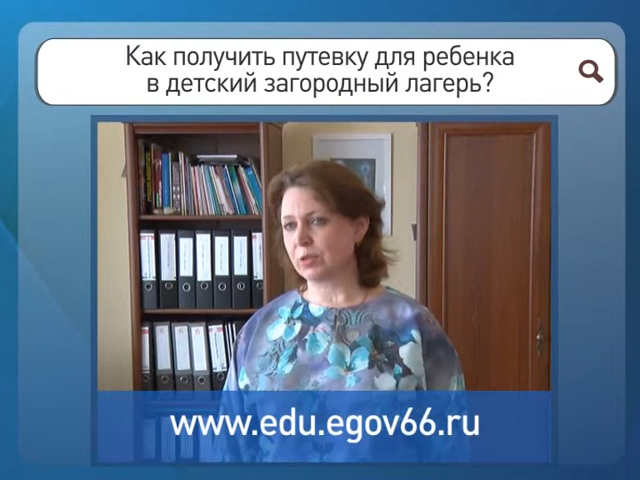 Как получить путевку для ребенка
в детский загородный лагерь?
www.edu.egov66.ru